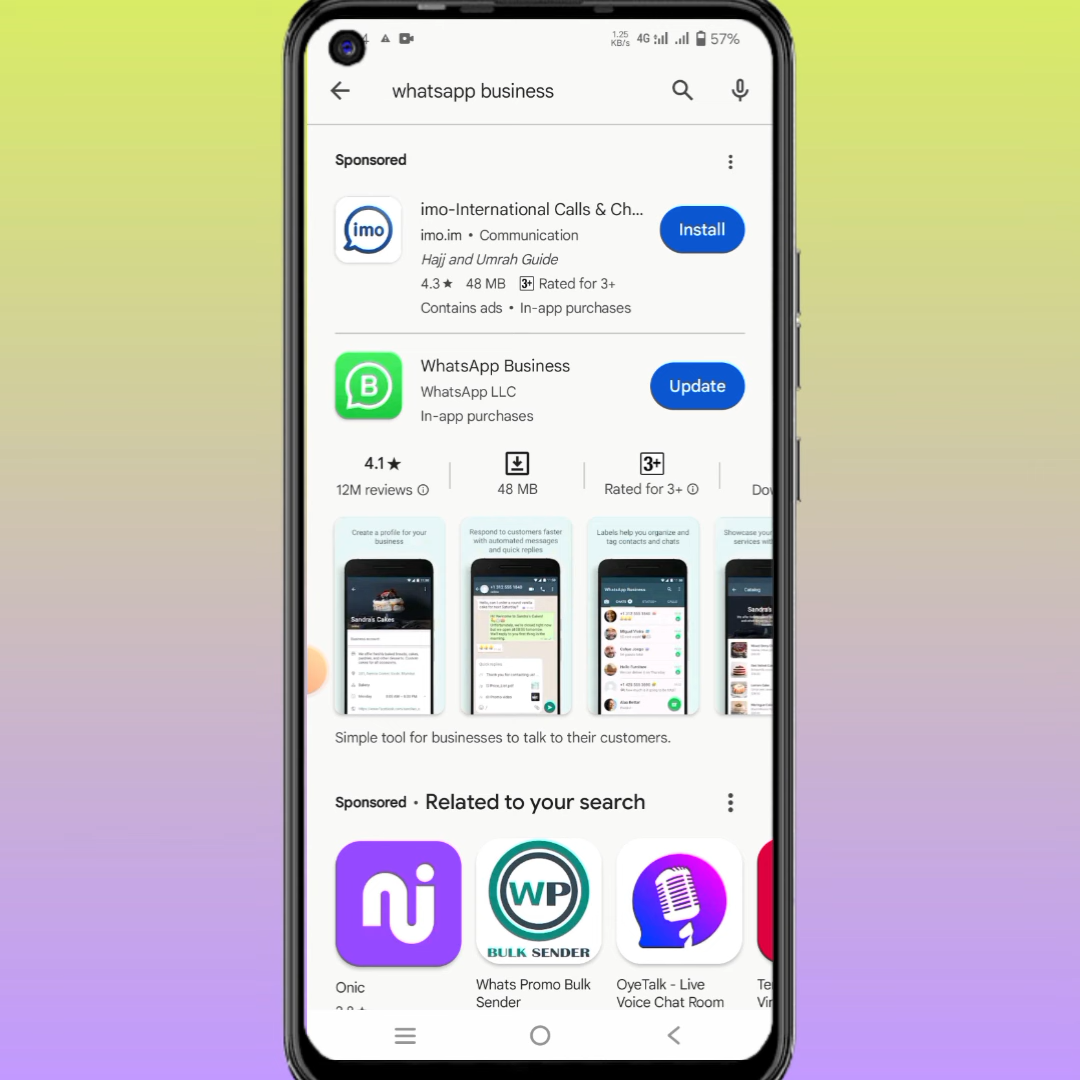 4
1.25
KB/s
4G
57%
whatsapp business
Sponsored
imo
imo-International Calls & Ch...
imo.im • Communication
Hajj and Umrah Guide
4.3★ 48 MB 3+ Rated for 3+
Contains ads • In-app purchases
Install
B
WhatsApp Business
WhatsApp LLC
In-app purchases
Update
4.1★
12M reviews
48 MB
3+
Rated for 3+
Create a profile for your
business
Sandra's Cakes
Respond to customers faster
with automated messages
and quick replies
Labels help you organize and
tag contacts and chats
WhatsApp Business
Showcase your
services
Catalog
Simple tool for businesses to talk to their customers.
Sponsored • Related to your search
WP
BULK SENDER
Onic
Whats Promo Bulk
Sender
OyeTalk - Live
Voice Chat Room